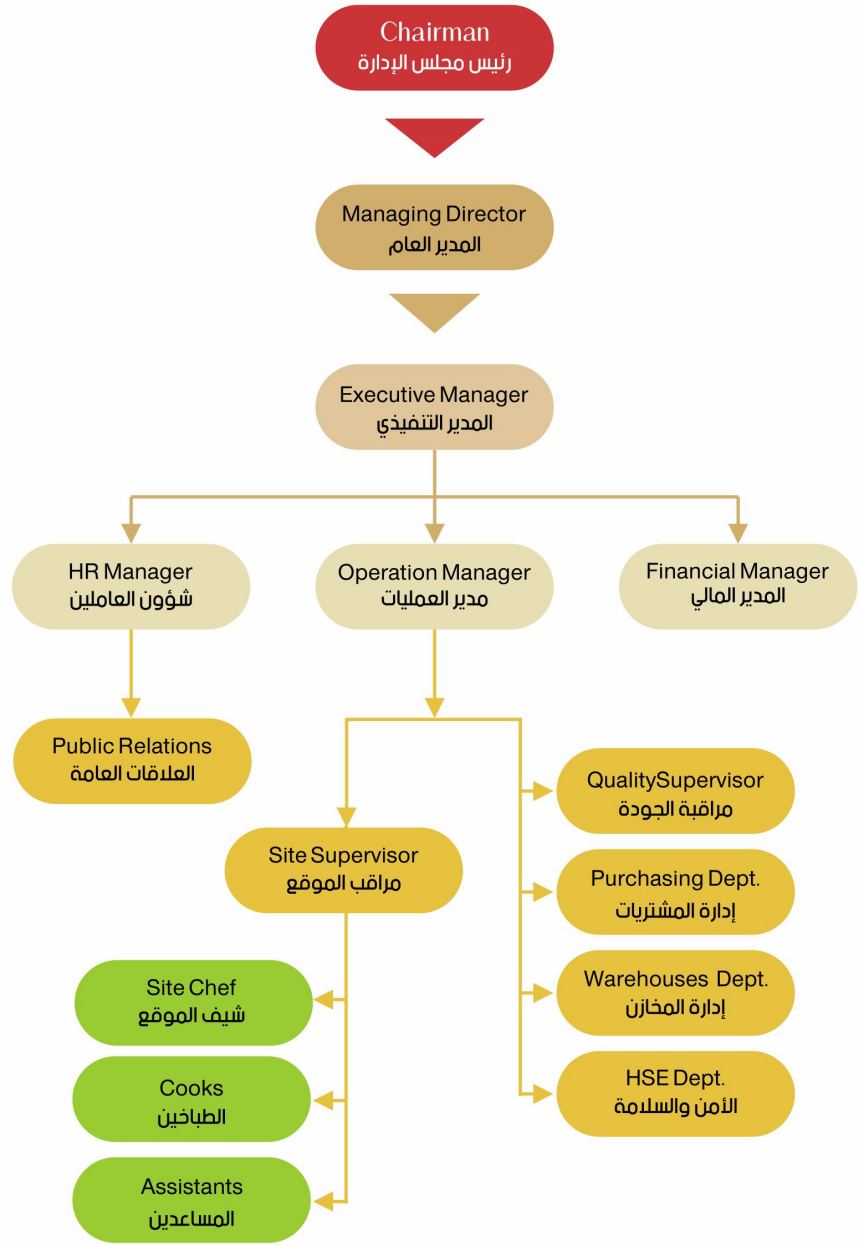 Chairman
رئيس مجلس الإدارة
Managing Director
المدير العام
Executive Manager
المدير التنفيذي
HR Manager
شؤون العاملين
Operation Manager
مدير العمليات
Financial Manager
المدير المالي
Public Relations
العلاقات العامة
QualitySupervisor
مراقبة الجودة
Site Supervisor
مراقب الموقع
Purchasing Dept.
إدارة المشتريات
Warehouses Dept.
إدارة المخازن
Site Chef
شيف الموقع
HSE Dept.
الأمن والسلامة
Cooks
الطباخين
Assistants
المساعدين